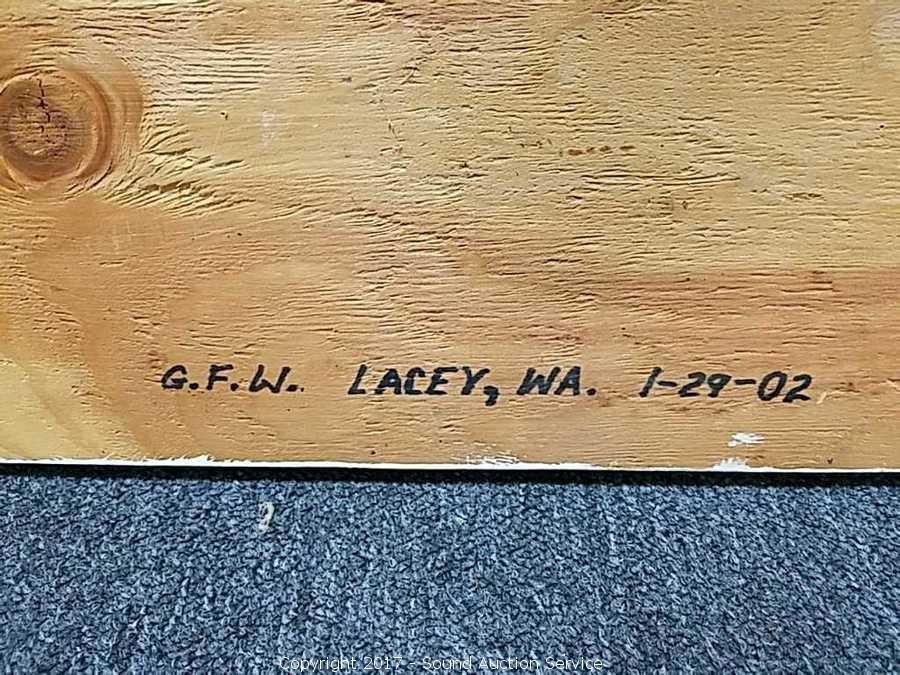 G.F.W. LACEY, WA. 1-29-02
Copyright 2017 - Sound Auction Service